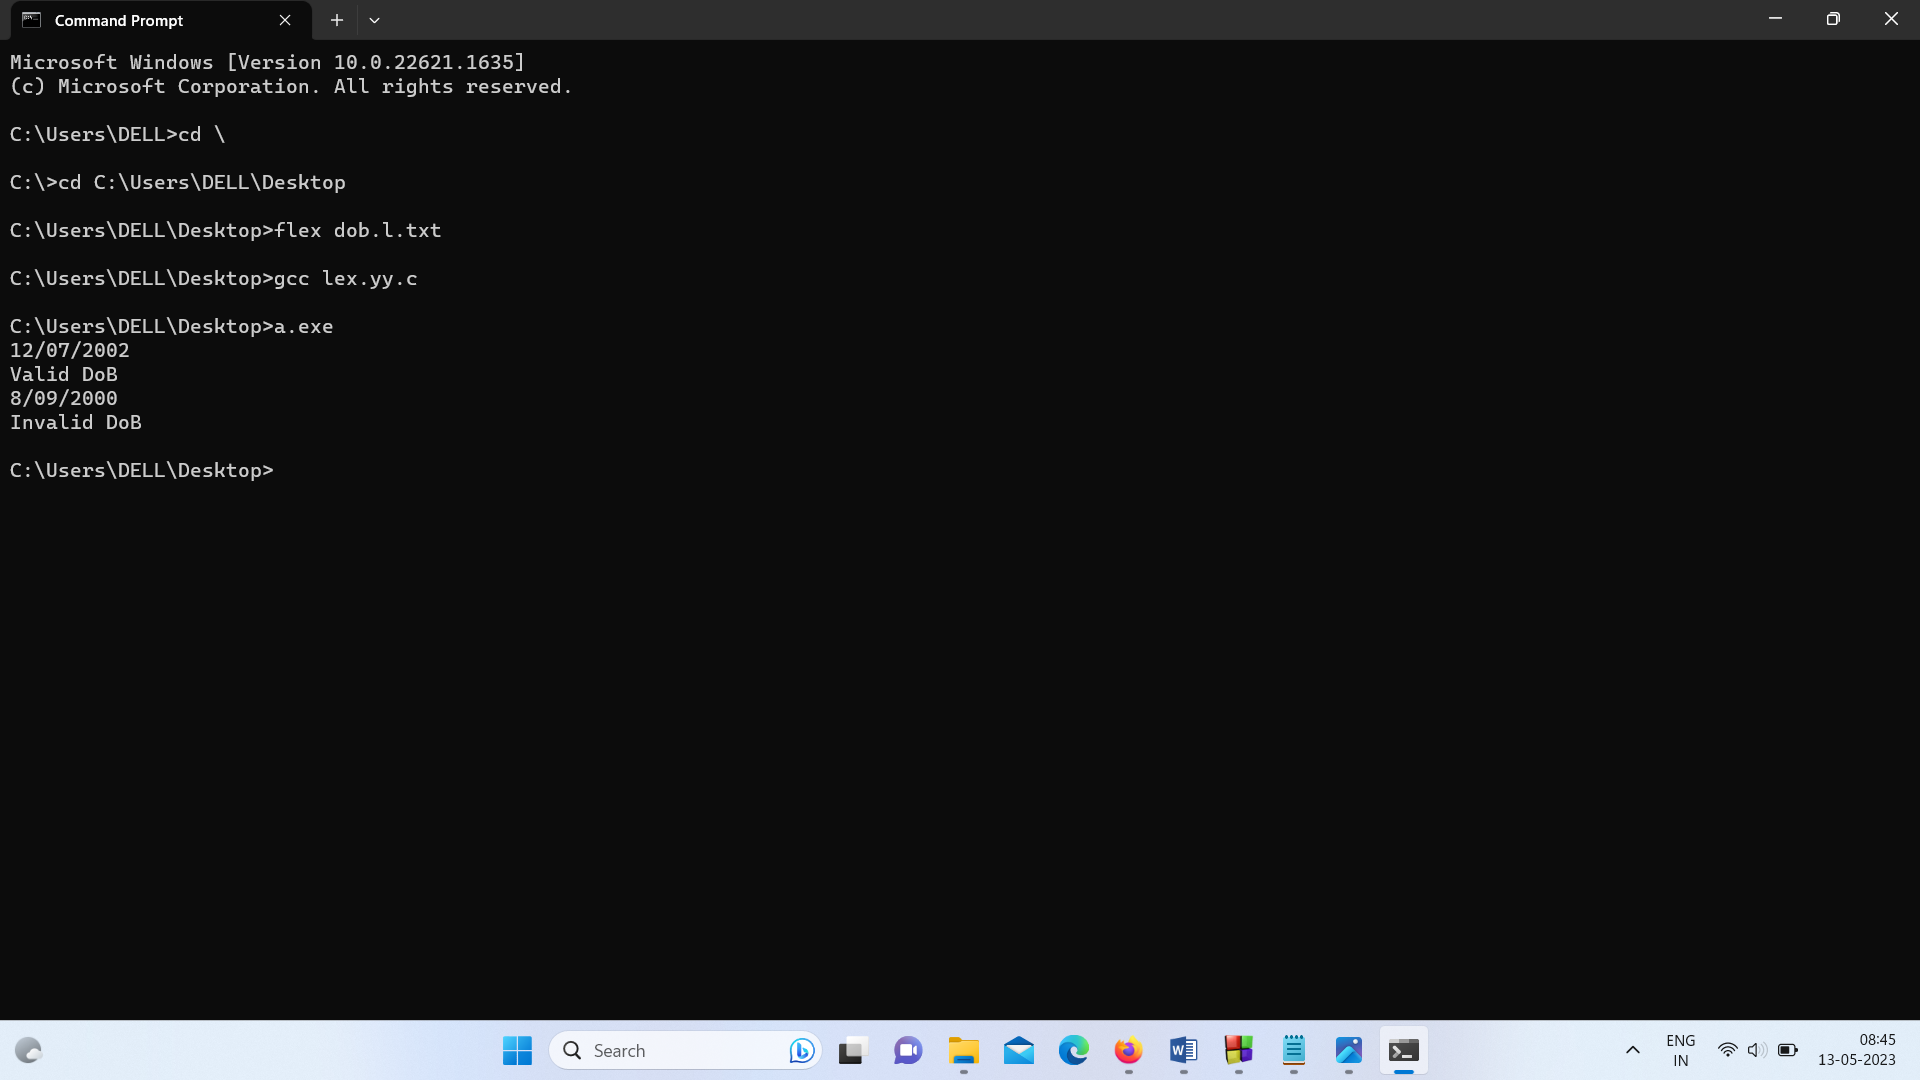 Command Prompt
Microsoft Windows [Version 10.0.22621.1635]
(c) Microsoft Corporation. All rights reserved.
C:\Users\DELL>cd \
C:\>cd C:\Users\DELL\Desktop
C:\Users\DELL\Desktop>flex dob.l.txt
C:\Users\DELL\Desktop>gcc lex.yy.c
C:\Users\DELL\Desktop>a.exe
12/07/2002
Valid DoB
8/09/2000
Invalid DoB
C:\Users\DELL\Desktop>
Search
ENG
IN
08:45
13-05-2023